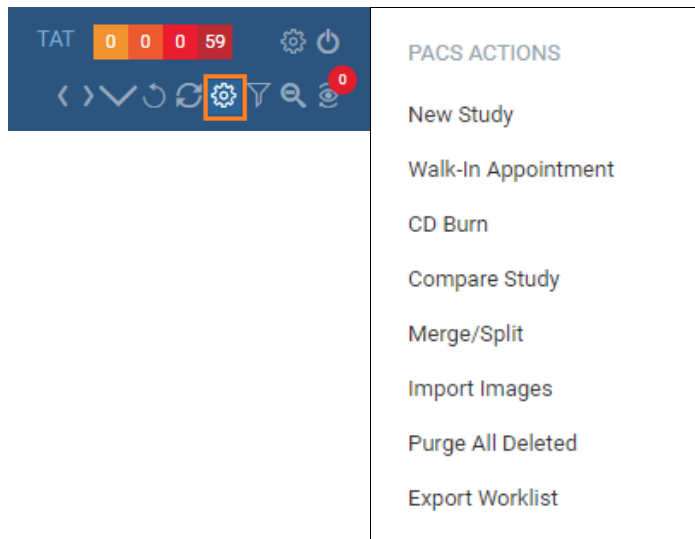 TAT 0 0 0 59
0
PACS ACTIONS
New Study
Walk-In Appointment
CD Burn
Compare Study
Merge/Split
Import Images
Purge All Deleted
Export Worklist